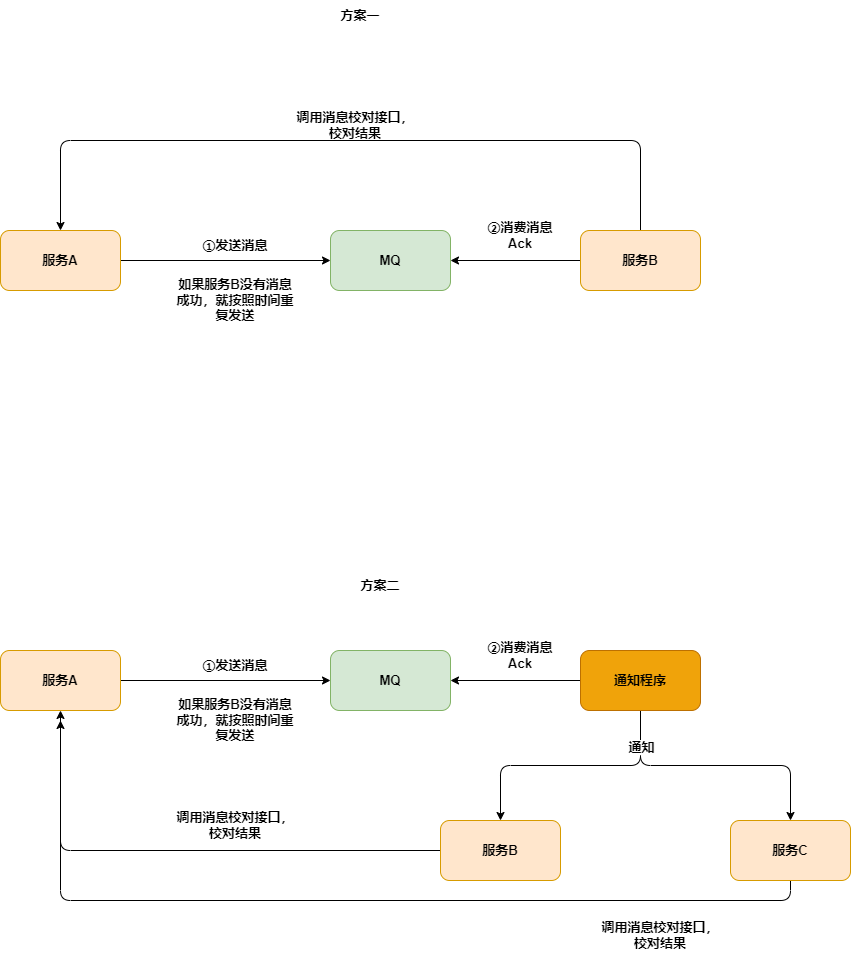 方案一
调用消息校对接口，
校对结果
②消费消息
Ack
①发送消息
服务A
MQ
服务B
如果服务B没有消息
成功，就按照时间重
复发送
方案二
②消费消息
Ack
①发送消息
服务A
MQ
通知程序
如果服务B没有消息
成功，就按照时间重
复发送
通知
调用消息校对接口，
校对结果
服务B
服务C
调用消息校对接口，
校对结果